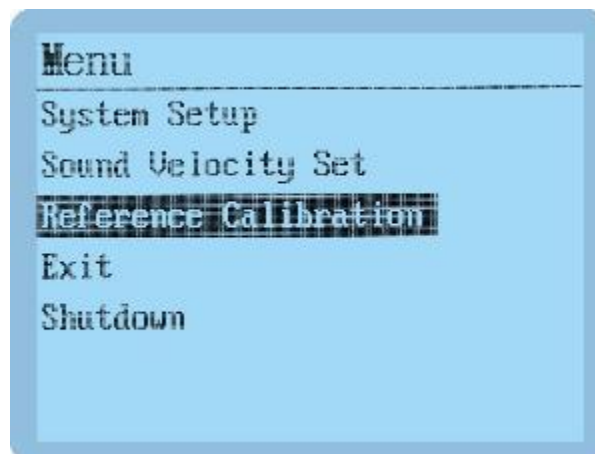 Menu
System Setup
Sound Velocity Set
Reference Calibration
Exit
Shutdown